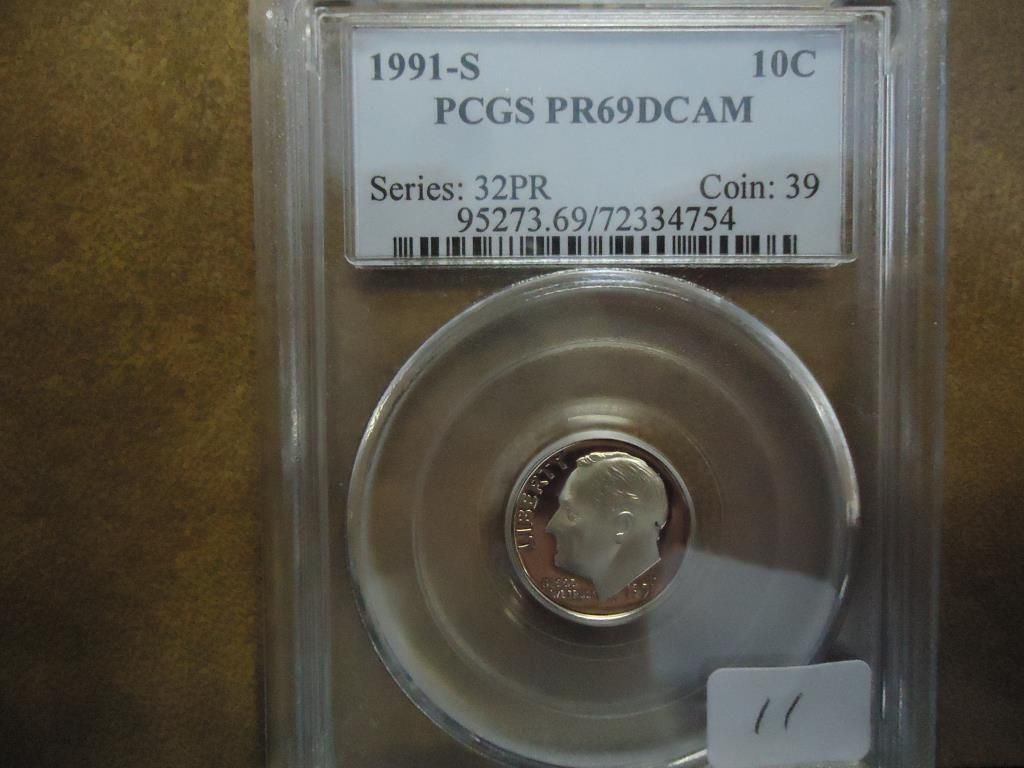 1991-S 10C
PCGS PR69DCAM
Series: 32PR Coin: 39
95273.69/72334754
LIBERTY
11